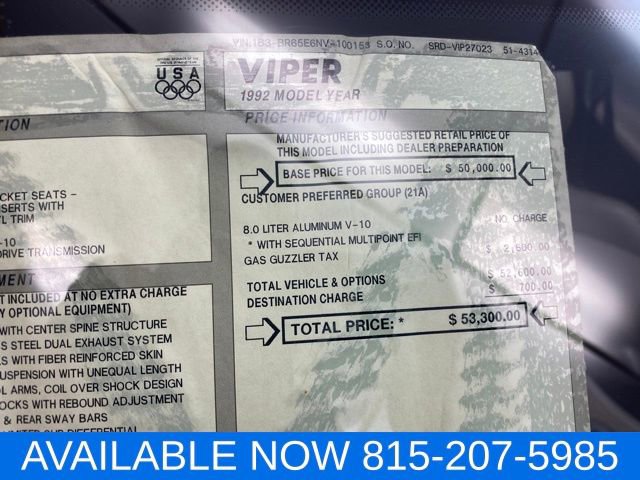 VIN:1B3-BR65E6NV-100153 S.O. NO. SRD-VIP27023 51-4314
USA
VIPER
1992 MODEL YEAR
PRICE INFORMATION
MANUFACTURER'S SUGGESTED RETAIL PRICE OF
THIS MODEL INCLUDING DEALER PREPARATION
BASE PRICE FOR THIS MODEL: $ 50,000.00
CUSTOMER PREFERRED GROUP (21A)
8.0 LITER ALUMINUM V-10 NO CHARGE
* WITH SEQUENTIAL MULTIPOINT EFI
GAS GUZZLER TAX $ 2,600.00
TOTAL VEHICLE & OPTIONS $ 52,600.00
DESTINATION CHARGE $ 700.00
TOTAL PRICE: * $ 53,300.00
CKET SEATS -
SERTS WITH
L TRIM
-10
DRIVE TRANSMISSION
MENT
T INCLUDED AT NO EXTRA CHARGE
Y OPTIONAL EQUIPMENT)
WITH CENTER SPINE STRUCTURE
S STEEL DUAL EXHAUST SYSTEM
LS WITH FIBER REINFORCED SKIN
SUSPENSION WITH UNEQUAL LENGTH
OL ARMS, COIL OVER SHOCK DESIGN
OCKS WITH REBOUND ADJUSTMENT
& REAR SWAY BARS
LIMITED SLIP DIFFERENTIAL
AVAILABLE NOW 815-207-5985